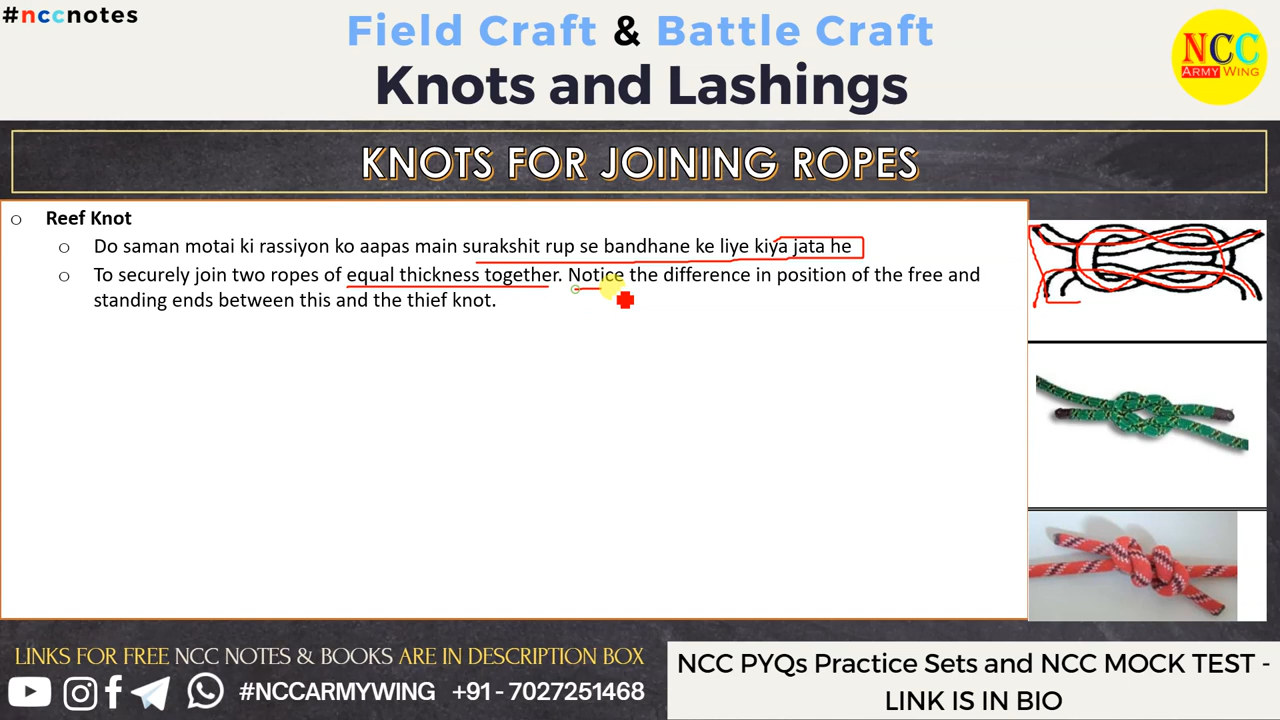 #nccnotes
Field Craft & Battle Craft
Knots and Lashings
NCC
ARMY WING
KNOTS FOR JOINING ROPES
Reef Knot
Do saman motai ki rassiyon ko aapas main surakshit rup se bandhane ke liye kiya jata he
To securely join two ropes of equal thickness together. Notice the difference in position of the free and
standing ends between this and the thief knot.
LINKS FOR FREE NCC NOTES & BOOKS ARE IN DESCRIPTION BOX
#NCCARMYWING +91 - 7027251468
NCC PYQs Practice Sets and NCC MOCK TEST -
LINK IS IN BIO